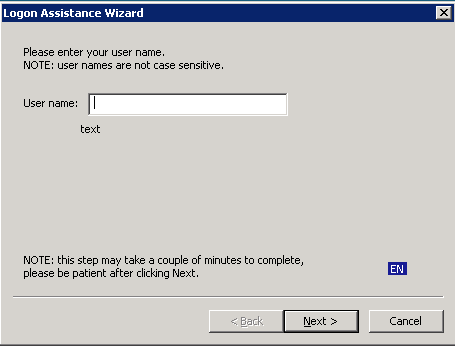 Logon Assistance Wizard
Please enter your user name.
NOTE: user names are not case sensitive.
User name:
text
NOTE: this step may take a couple of minutes to complete,
please be patient after clicking Next.
EN
< Back Next > Cancel